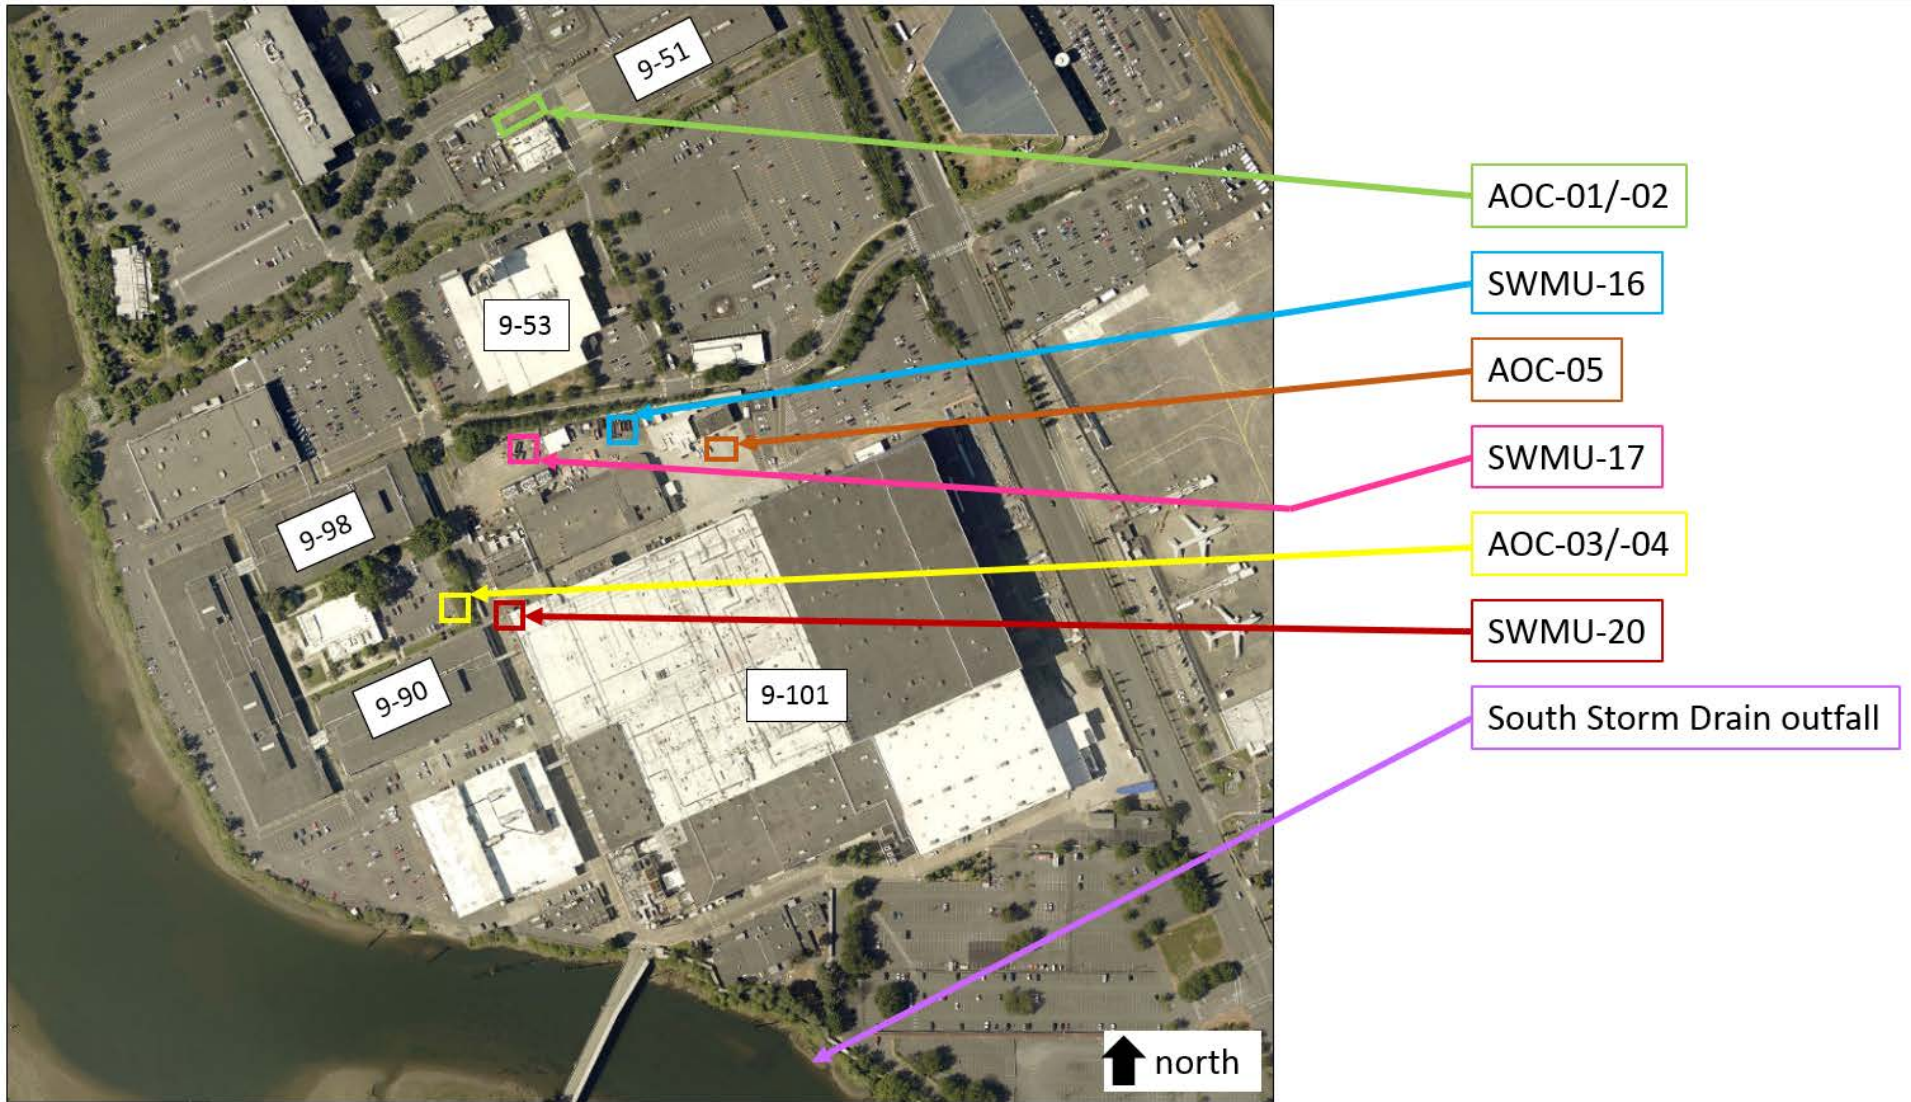 9-51
AOC-01/-02
SWMU-16
9-53
AOC-05
SWMU-17
9-98
AOC-03/-04
SWMU-20
9-90
9-101
South Storm Drain outfall
north